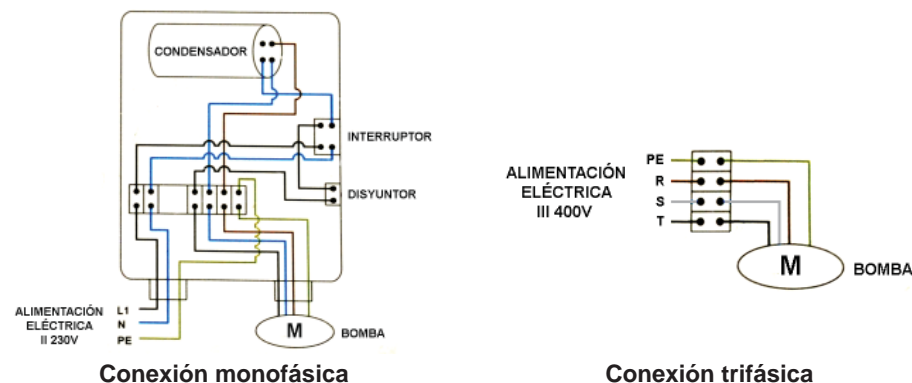 CONDENSADOR
INTERRUPTOR
DISYUNTOR
ALIMENTACIÓN
ELÉCTRICA
II 230V
L1
N
PE
M
BOMBA
Conexión monofásica
ALIMENTACIÓN
ELÉCTRICA
III 400V
PE
R
S
T
M
BOMBA
Conexión trifásica